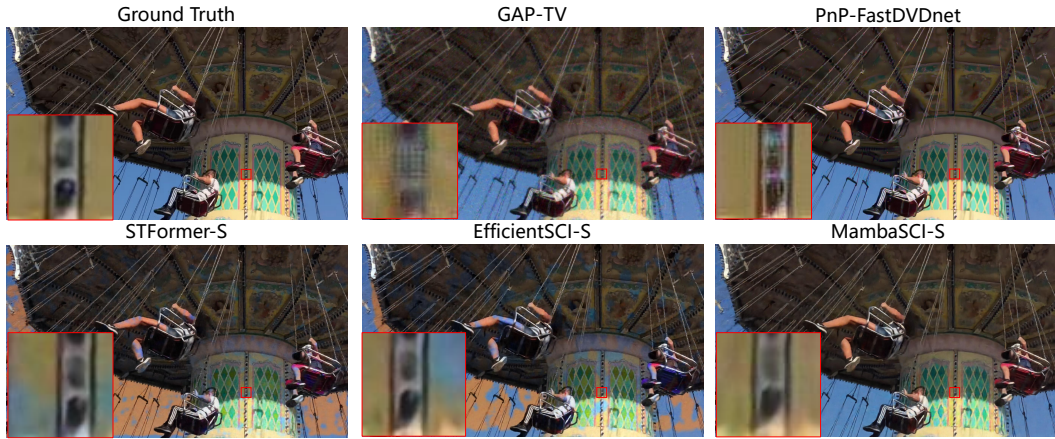 Ground Truth
GAP-TV
PnP-FastDVDnet
STFormer-S
EfficientSCI-S
MambaSCI-S